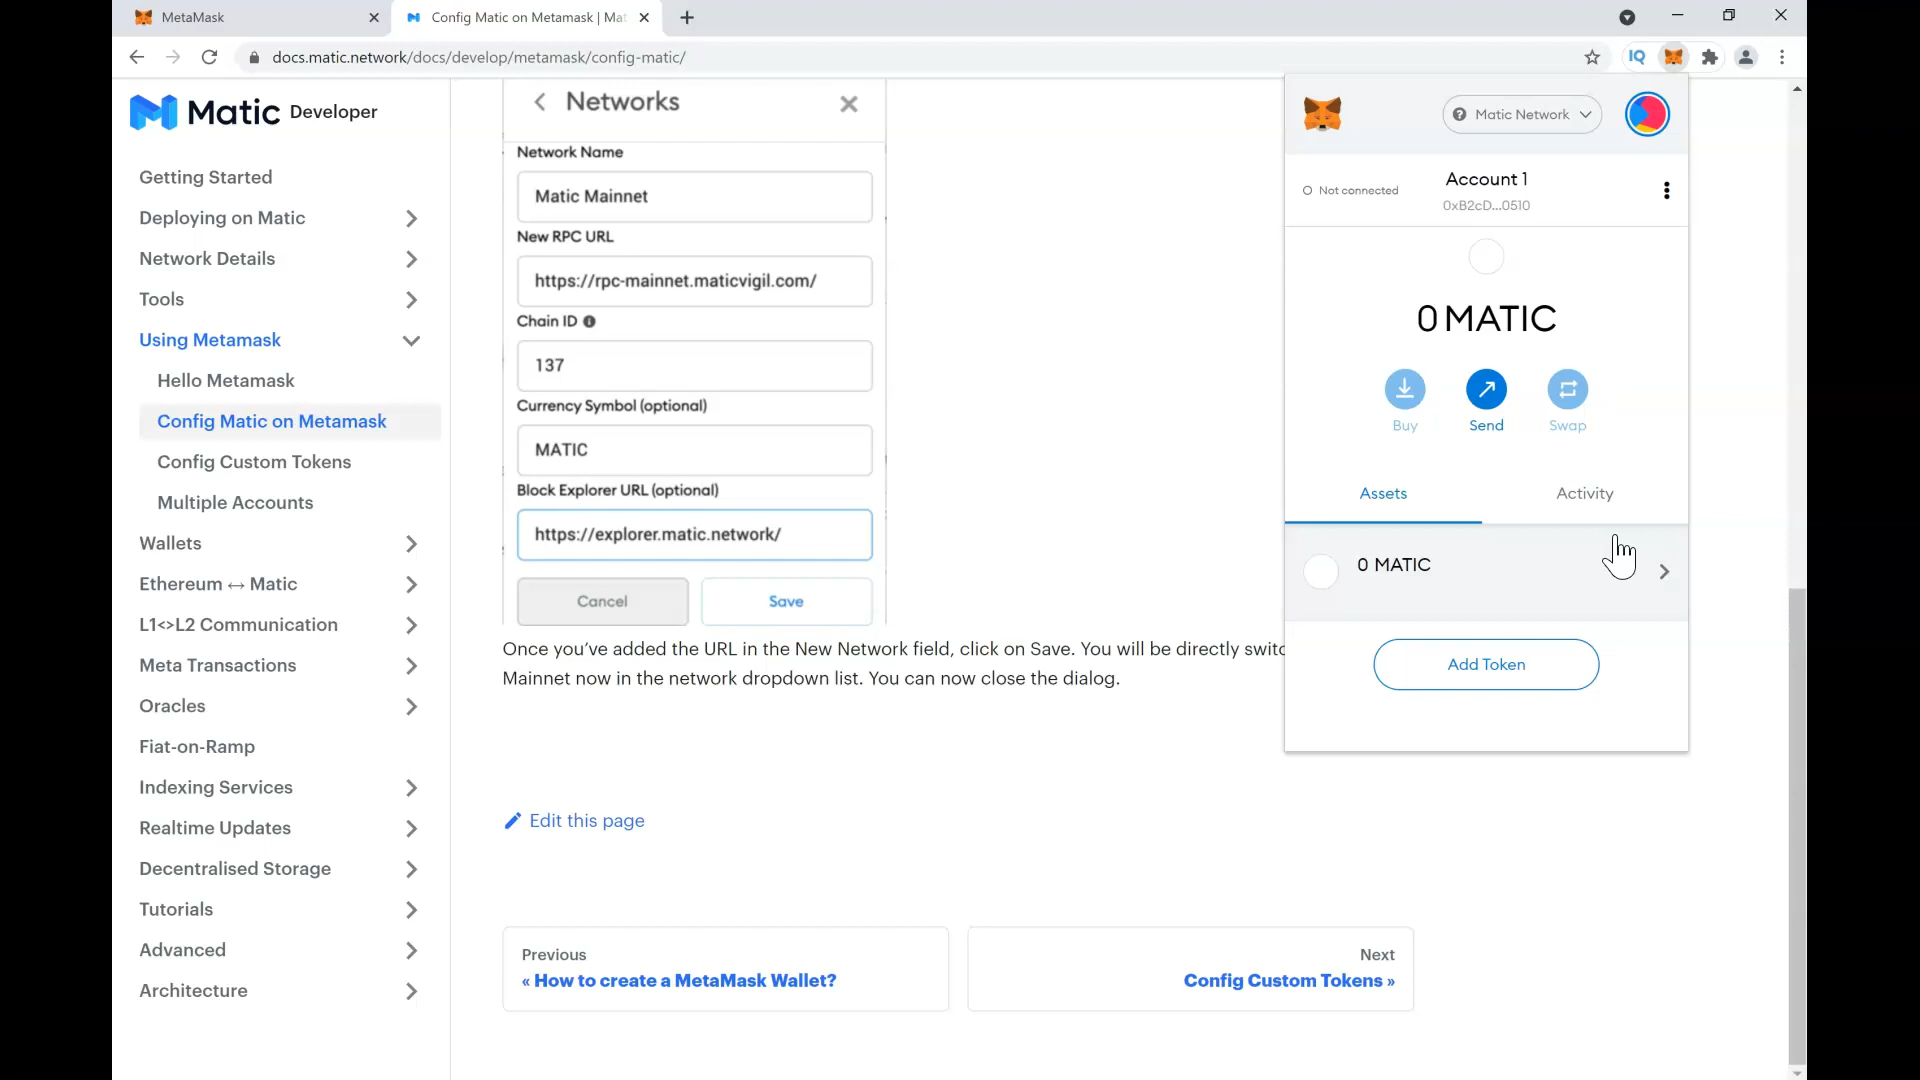 MetaMask
Config Matic on Metamask | Mat
docs.matic.network/docs/develop/metamask/config-matic/
IQ
Matic Developer
Getting Started
Deploying on Matic
Network Details
Tools
Using Metamask
Hello Metamask
Config Matic on Metamask
Config Custom Tokens
Multiple Accounts
Wallets
Ethereum ↔ Matic
L1<>L2 Communication
Meta Transactions
Oracles
Fiat-on-Ramp
Indexing Services
Realtime Updates
Decentralised Storage
Tutorials
Advanced
Architecture
Networks
Network Name
Matic Mainnet
New RPC URL
https://rpc-mainnet.maticvigil.com/
Chain ID
137
Currency Symbol (optional)
MATIC
Block Explorer URL (optional)
https://explorer.matic.network/
Cancel
Save
Once you’ve added the URL in the New Network field, click on Save. You will be directly switc
Mainnet now in the network dropdown list. You can now close the dialog.
Edit this page
Previous
« How to create a MetaMask Wallet?
Next
Config Custom Tokens »
Matic Network
Not connected
Account 1
0xB2cD...0510
0 MATIC
Buy
Send
Swap
Assets
Activity
0 MATIC
Add Token